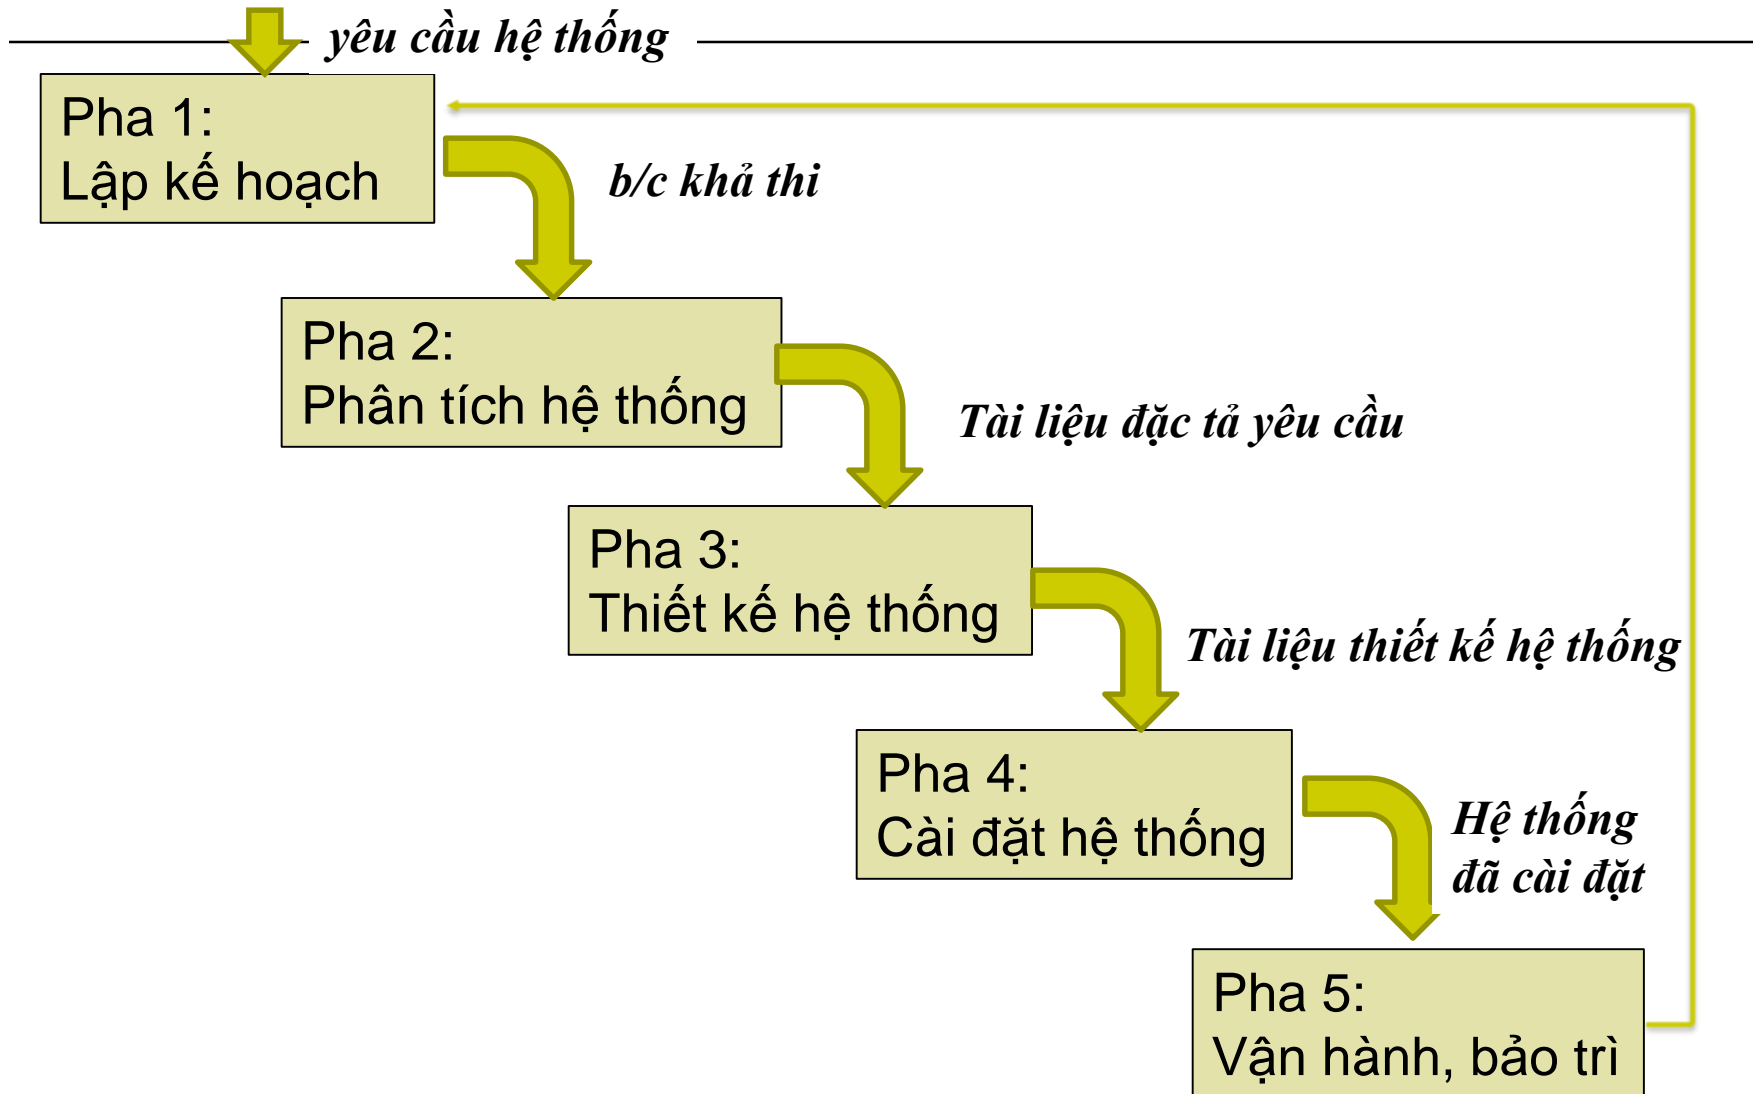 yêu cầu hệ thống
Pha 1:
Lập kế hoạch
b/c khả thi
Pha 2:
Phân tích hệ thống
Tài liệu đặc tả yêu cầu
Pha 3:
Thiết kế hệ thống
Tài liệu thiết kế hệ thống
Pha 4:
Cài đặt hệ thống
Hệ thống
đã cài đặt
Pha 5:
Vận hành, bảo trì